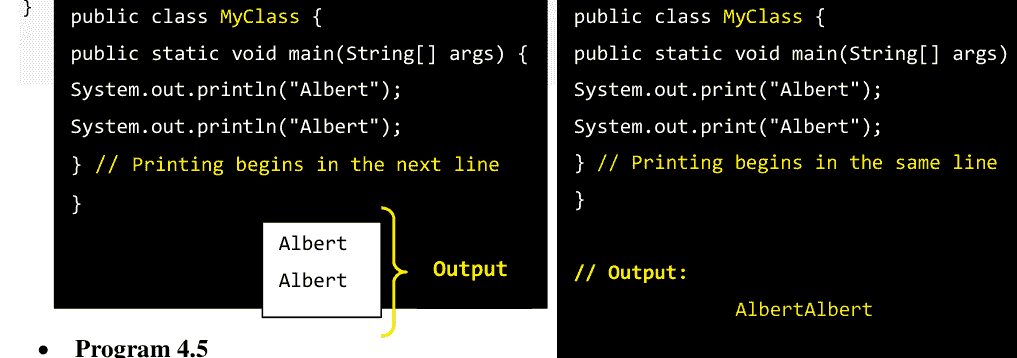 }
public class MyClass {
public static void main(String[] args) {
System.out.println("Albert");
System.out.println("Albert");
} // Printing begins in the next line
}
Albert
Albert
Output
public class MyClass {
public static void main(String[] args)
System.out.print("Albert");
System.out.print("Albert");
} // Printing begins in the same line
}
// Output:
AlbertAlbert
• Program 4.5